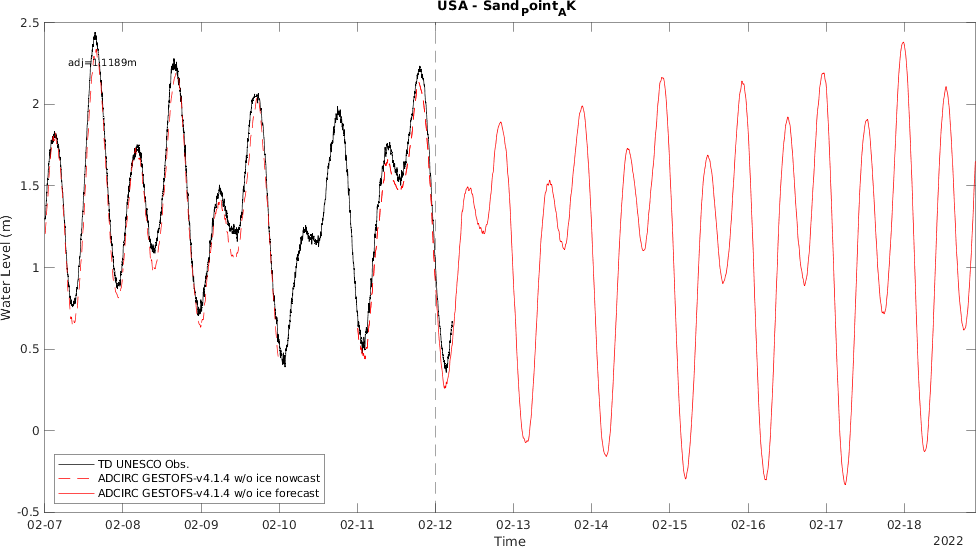 USA - Sand_Point_AK
adj=1.1189m
2.5
2
1.5
1
0.5
0
-0.5
Water Level (m)
TD UNESCO Obs.
ADCIRC GESTOFS-v4.1.4 w/o ice nowcast
ADCIRC GESTOFS-v4.1.4 w/o ice forecast
02-07 02-08 02-09 02-10 02-11 02-12 02-13 02-14 02-15 02-16 02-17 02-18
Time
2022